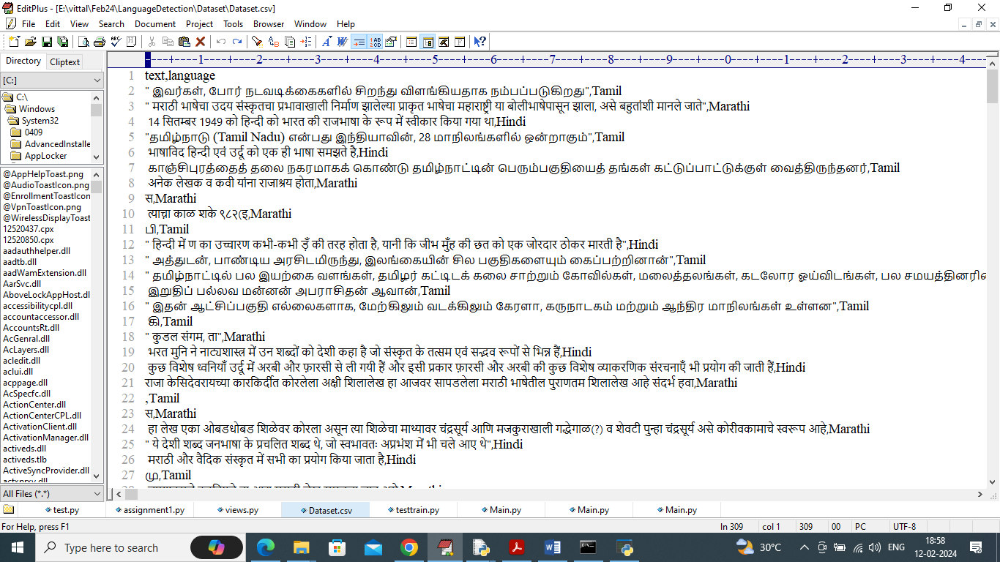 EditPlus - [E:\vittal\Feb24\LanguageDetection\Dataset\Dataset.csv]
File Edit View Search Document Project Tools Browser Window Help
Directory Cliptext
[C:]
C:\
Windows
System32
0409
AdvancedInstalle
AppLocker
@AppHelpToast.png
@AudioToastIcon.png
@EnrollmentToastIcon
@VpnToastIcon.png
@WirelessDisplayToast
12520437.cpx
12520850.cpx
aadauthhelper.dll
aadtb.dll
aadWamExtension.dll
AarSvc.dll
AboveLockAppHost.dl
accessibilitycpl.dll
accountaccessor.dll
AccountsRt.dll
AcGenral.dll
AcLayers.dll
acledit.dll
aclui.dll
acppage.dll
AcSpecfc.dll
ActionCenter.dll
ActionCenterCPL.dll
ActivationClient.dll
ActivationManager.dll
activeds.dll
activeds.tlb
ActiveSyncProvider.dll
All Files (*.*)
----+----1----+----2----+----3----+----4----+----5----+----6----+----7----+----8----+----9----+----0----+----1----+----2----+----3----+----4
1 text,language
2 " இவர்கள், போர் நடவடிக்கைகளில் சிறந்து விளங்கியதாக நம்பப்படுகிறது",Tamil
3 " मराठी भाषेचा उदय संस्कृतचा प्रभावाखाली निर्माण झालेल्या प्राकृत भाषेचा महाराष्ट्री या बोलीभाषेपासून झाला, असे बहुतांशी मानले जाते",Marathi
4 14 सितम्बर 1949 को हिन्दी को भारत की राजभाषा के रूप में स्वीकार किया गया था,Hindi
5 "தமிழ்நாடு (Tamil Nadu) என்பது இந்தியாவின், 28 மாநிலங்களில் ஒன்றாகும்",Tamil
6 भाषाविद हिन्दी एवं उर्दू को एक ही भाषा समझते है,Hindi
7 காஞ்சிபுரத்தைத் தலை நகரமாகக் கொண்டு தமிழ்நாட்டின் பெரும்பகுதியைத் தங்கள் கட்டுப்பாட்டுக்குள் வைத்திருந்தனர்,Tamil
8 अनेक लेखक व कवी यांना राजाश्रय होता,Marathi
9 स,Marathi
10 त्याच़ा काळ शके ९८२(इ,Marathi
11 பி,Tamil
12 " हिन्दी में ण का उच्चारण कभी-कभी ड़ँ की तरह होता है, यानी कि जीभ मुँह की छत को एक जोरदार ठोकर मारती है",Hindi
13 " அத்துடன், பாண்டிய அரசிடமிருந்து, இலங்கையின் சில பகுதிகளையும் கைப்பற்றினான்",Tamil
14 " தமிழ்நாட்டில் பல இயற்கை வளங்கள், தமிழர் கட்டிடக் கலை சாற்றும் கோவில்கள், மலைத்தலங்கள், கடலோர ஓய்விடங்கள், பல சமயத்தினரின
15 இறுதிப் பல்லவ மன்னன் அபராசிதன் ஆவான்,Tamil
16 " இதன் ஆட்சிப்பகுதி எல்லைகளாக, மேற்கிலும் வடக்கிலும் கேரளா, கருநாடகம் மற்றும் ஆந்திர மாநிலங்கள் உள்ளன",Tamil
17 கி,Tamil
18 " कुडल संगम, ता",Marathi
19 भरत मुनि ने नाट्यशास्त्र में उन शब्दों को देशी कहा है जो संस्कृत के तत्सम एवं सद्भव रूपों से भिन्न हैं,Hindi
20 कुछ विशेष ध्वनियाँ उर्दू में अरबी और फ़ारसी से ली गयी हैं और इसी प्रकार फ़ारसी और अरबी की कुछ विशेष व्याकरणिक संरचनाएँ भी प्रयोग की जाती हैं,Hindi
21 राजा केसिदेवरायच्या कारकिर्दीत कोरलेला अक्षी शिलालेख हा आजवर सापडलेला मराठी भाषेतील पुराणतम शिलालेख आहे संदर्भ हवा,Marathi
22 ,Tamil
23 स,Marathi
24 हा लेख एका ओबडधोबड शिळेवर कोरला असून त्या शिळेचा माथ्यावर चंद्रसूर्य आणि मजकुराखाली गद्धेगाळ(?) व शेवटी पुन्हा चंद्रसूर्य असे कोरीवकामाचे स्वरूप आहे,Marathi
25 " ये देशी शब्द जनभाषा के प्रचलित शब्द थे, जो स्वभावतः अप्रभंश में भी चले आए थे",Hindi
26 मराठी और वैदिक संस्कृत में सभी का प्रयोग किया जाता है,Hindi
27 மு,Tamil
test.py assignment1.py views.py Dataset.csv testtrain.py Main.py Main.py Main.py
For Help, press F1 ln 309 col 1 309 00 PC UTF-8
Type here to search 30°C ENG 18:58
12-02-2024